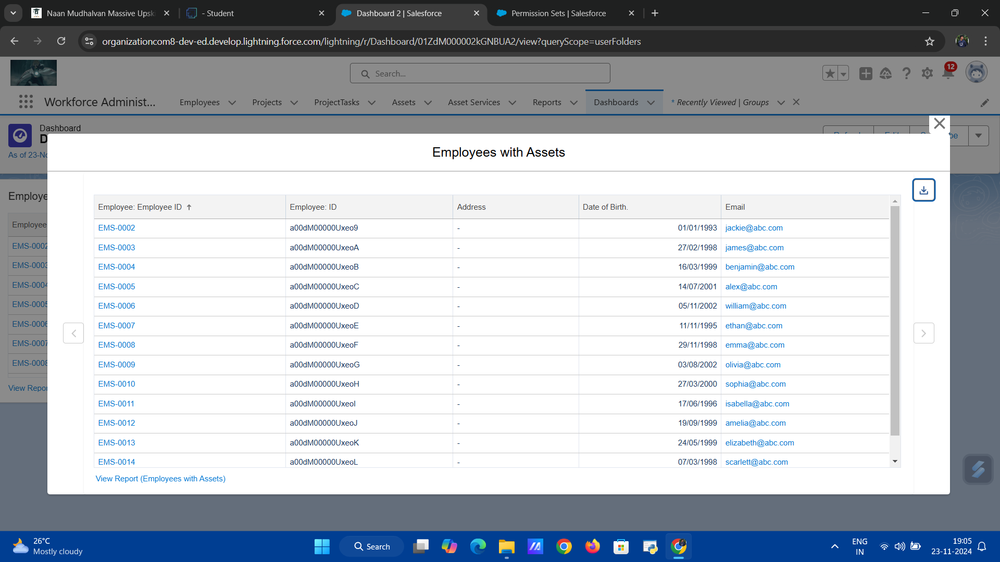 Naan Mudhalvan Massive Upsk
- Student
Dashboard 2 | Salesforce
Permission Sets | Salesforce
organizationcom8-dev-ed.develop.lightning.force.com/lightning/r/Dashboard/01ZdM000002kGNBUA2/view?queryScope=userFolders
Search...
12
Workforce Administ...
Employees
Projects
ProjectTasks
Assets
Asset Services
Reports
Dashboards
* Recently Viewed | Groups
Dashboard
D
As of 23-No
be
Employees with Assets
Employe
Employee
EMS-0002
EMS-0003
EMS-0004
EMS-0005
EMS-0006
EMS-0007
EMS-0008
View Repor
Employee: Employee ID Employee: ID Address Date of Birth. Email
EMS-0002 a00dM00000Uxeo9 - 01/01/1993 jackie@abc.com
EMS-0003 a00dM00000UxeoA - 27/02/1998 james@abc.com
EMS-0004 a00dM00000UxeoB - 16/03/1999 benjamin@abc.com
EMS-0005 a00dM00000UxeoC - 14/07/2001 alex@abc.com
EMS-0006 a00dM00000UxeoD - 05/11/2002 william@abc.com
EMS-0007 a00dM00000UxeoE - 11/11/1995 ethan@abc.com
EMS-0008 a00dM00000UxeoF - 29/11/1998 emma@abc.com
EMS-0009 a00dM00000UxeoG - 03/08/2002 olivia@abc.com
EMS-0010 a00dM00000UxeoH - 27/03/2000 sophia@abc.com
EMS-0011 a00dM00000UxeoI - 17/06/1996 isabella@abc.com
EMS-0012 a00dM00000UxeoJ - 19/09/1999 amelia@abc.com
EMS-0013 a00dM00000UxeoK - 24/05/1999 elizabeth@abc.com
EMS-0014 a00dM00000UxeoL - 07/03/1998 scarlett@abc.com
View Report (Employees with Assets)
26°C
Mostly cloudy
Search
ENG
IN
19:05
23-11-2024